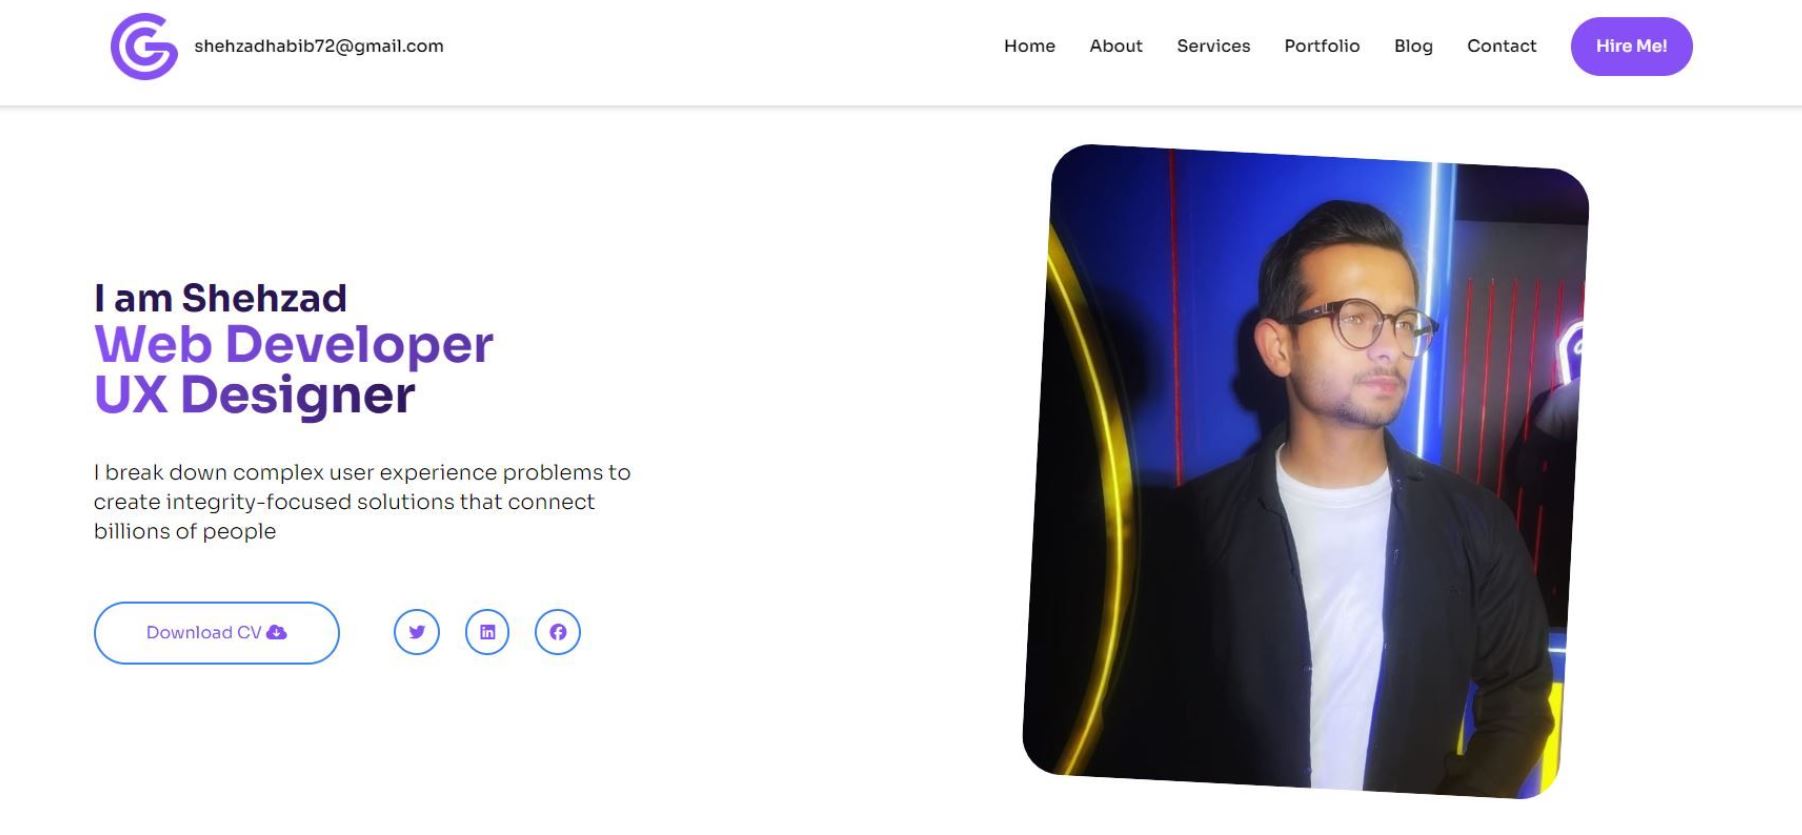 shehzadhabib72@gmail.com
Home About Services Portfolio Blog Contact Hire Me!
I am Shehzad
Web Developer
UX Designer
I break down complex user experience problems to
create integrity-focused solutions that connect
billions of people
Download CV